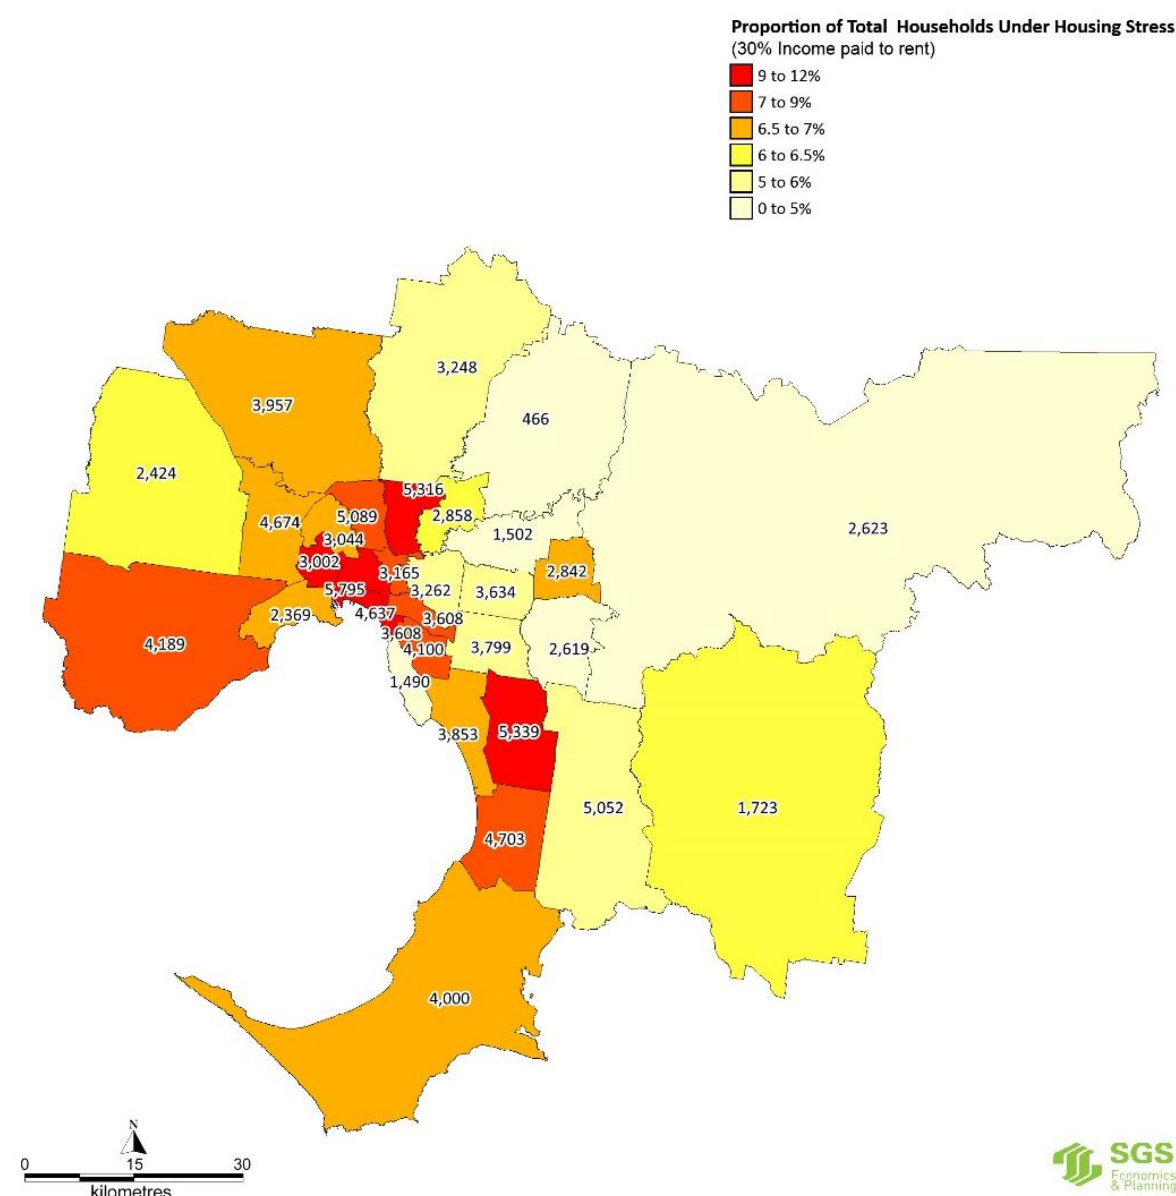 Proportion of Total Households Under Housing Stress
(30% Income paid to rent)
9 to 12%
7 to 9%
6.5 to 7%
6 to 6.5%
5 to 6%
0 to 5%
3,248
3,957
466
2,424
5,316
4,674
5,089
2,858
2,623
3,044
1,502
3,002
3,165
2,842
5,795
3,262
3,634
2,369
4,637
3,608
3,608
4,189
4,100
3,799
2,619
1,490
3,853
5,339
5,052
1,723
4,703
4,000
N
0 15 30
kilometres
SGS
Economics
& Planning